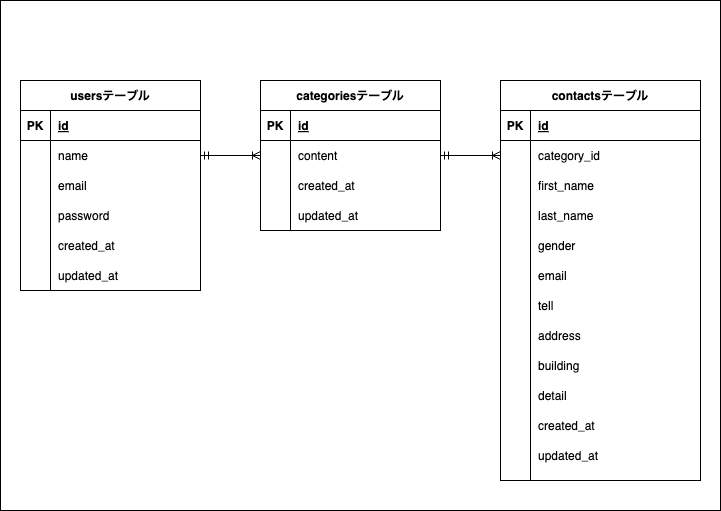 usersテーブル
PK id
name
email
password
created_at
updated_at
categoriesテーブル
PK id
content
created_at
updated_at
contactsテーブル
PK id
category_id
first_name
last_name
gender
email
tell
address
building
detail
created_at
updated_at